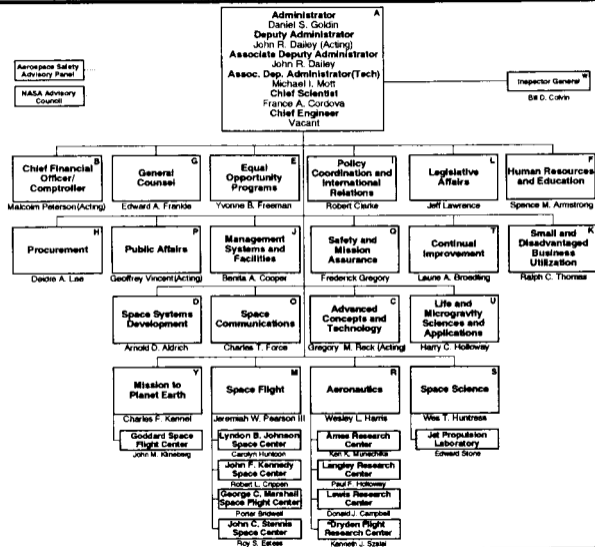 Administrator
A
Daniel S. Goldin
Deputy Administrator
John R. Dailey (Acting)
Associate Deputy Administrator
John R. Dailey
Assoc. Dep. Administrator(Tech)
Michael I. Mott
Chief Scientist
France A. Cordova
Chief Engineer
Vacant
Aerospace Safety
Advisory Panel
NASA Advisory
Council
Inspector General
W
Bill D. Colvin
B
Chief Financial
Officer/
Comptroller
Malcolm Peterson(Acting)
G
General
Counsel
Edward A. Frankle
E
Equal
Opportunity
Programs
Yvonne B. Freeman
I
Policy
Coordination and
International
Relations
Robert Clarke
L
Legislative
Affairs
Jeff Lawrence
F
Human Resources
and Education
Spence M. Armstrong
H
Procurement
Deidre A. Lee
P
Public Affairs
Geoffrey Vincent(Acting)
J
Management
Systems and
Facilities
Benita A. Cooper
Q
Safety and
Mission
Assurance
Frederick Gregory
T
Continual
Improvement
Laurie A. Broedling
K
Small and
Disadvantaged
Business
Utilization
Ralph C. Thomas
D
Space Systems
Development
Arnold D. Aldrich
O
Space
Communications
Charles T. Force
C
Advanced
Concepts and
Technology
Gregory M. Reck (Acting)
U
Life and
Microgravity
Sciences and
Applications
Harry C. Holloway
Y
Mission to
Planet Earth
Charles F. Kennel
M
Space Flight
Jeremiah W. Pearson III
R
Aeronautics
Wesley L. Harris
S
Space Science
Wes T. Huntress
Goddard Space
Flight Center
John M. Klineberg
Lyndon B. Johnson
Space Center
Carolyn Huntoon
John F. Kennedy
Space Center
Robert L. Crippen
George C. Marshall
Space Flight Center
Porter Bridwell
John C. Stennis
Space Center
Roy S. Estess
Ames Research
Center
Ken K. Munechika
Langley Research
Center
Paul F. Holloway
Lewis Research
Center
Donald J. Campbell
*Dryden Flight
Research Center
Kenneth J. Szalai
Jet Propulsion
Laboratory
Edward Stone